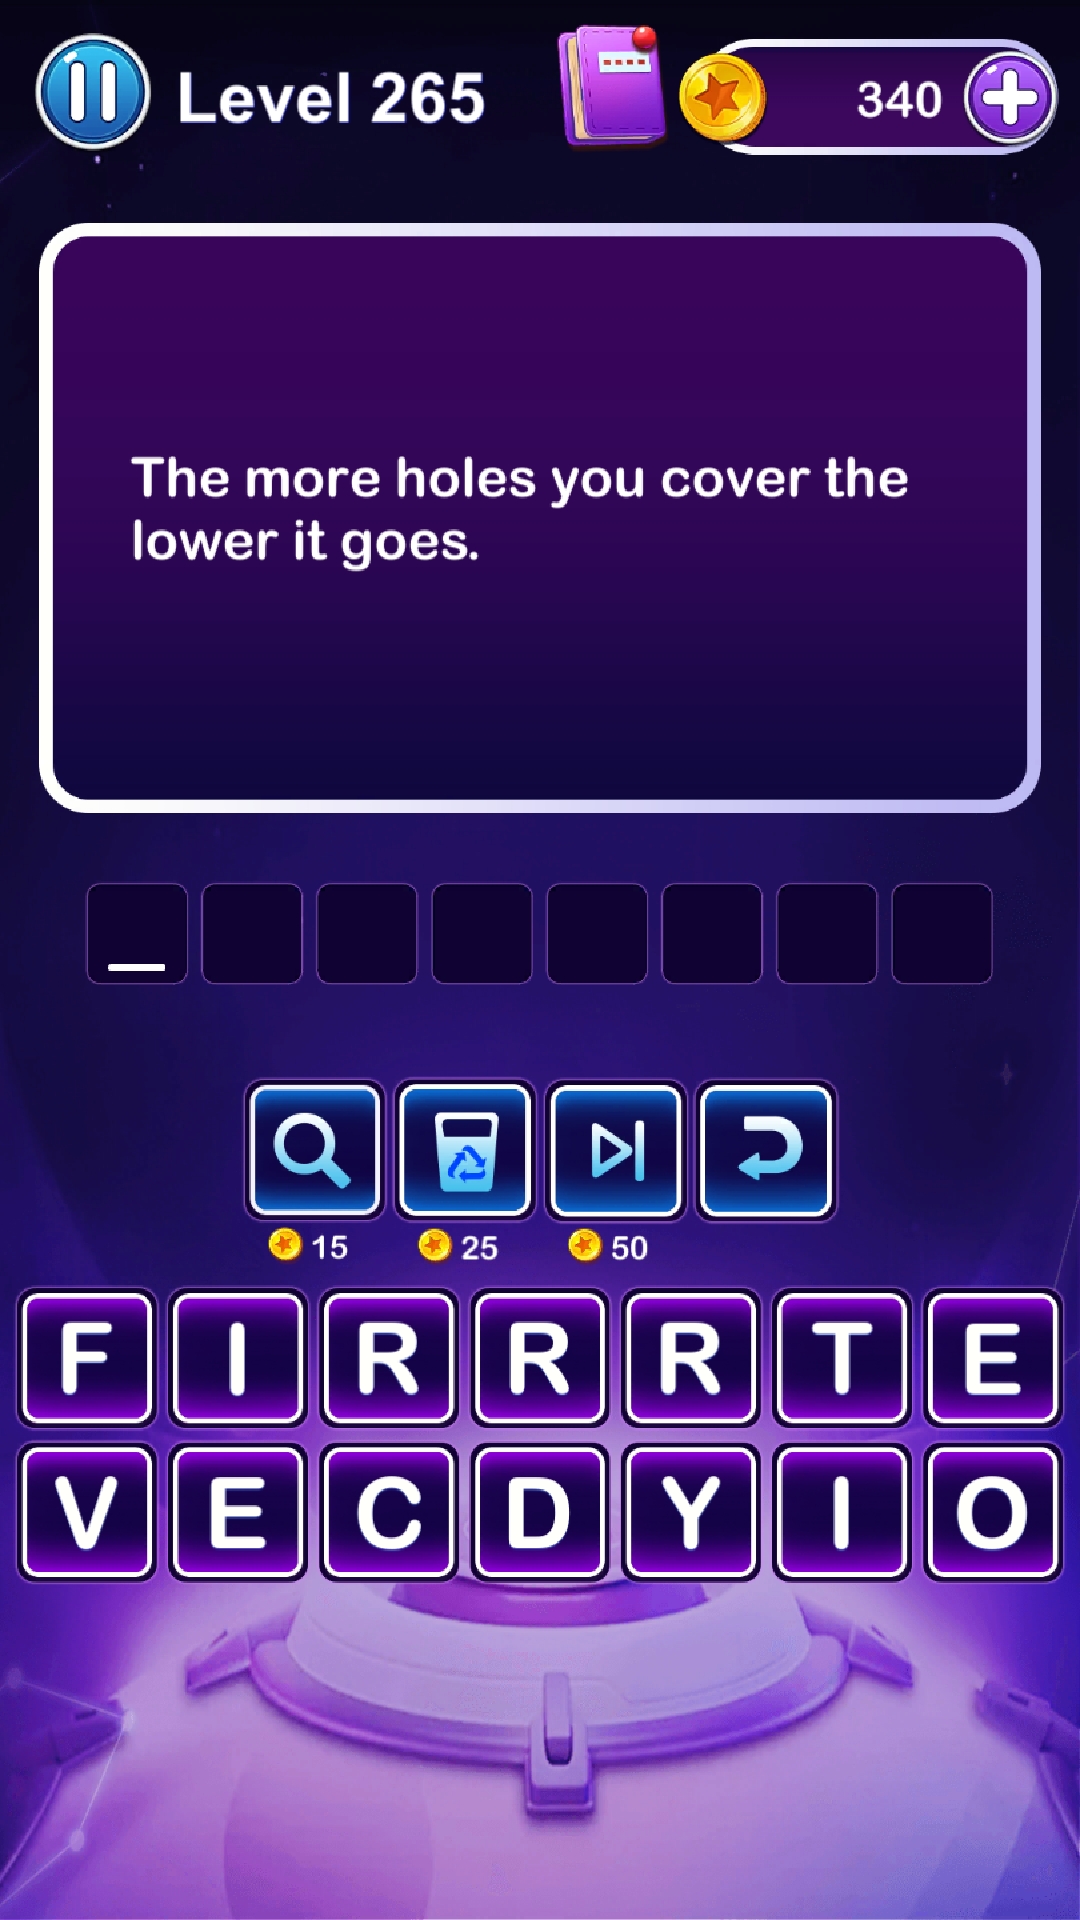 Level 265
340
The more holes you cover the
lower it goes.
15 25 50
F I R R R T E
V E C D Y I O